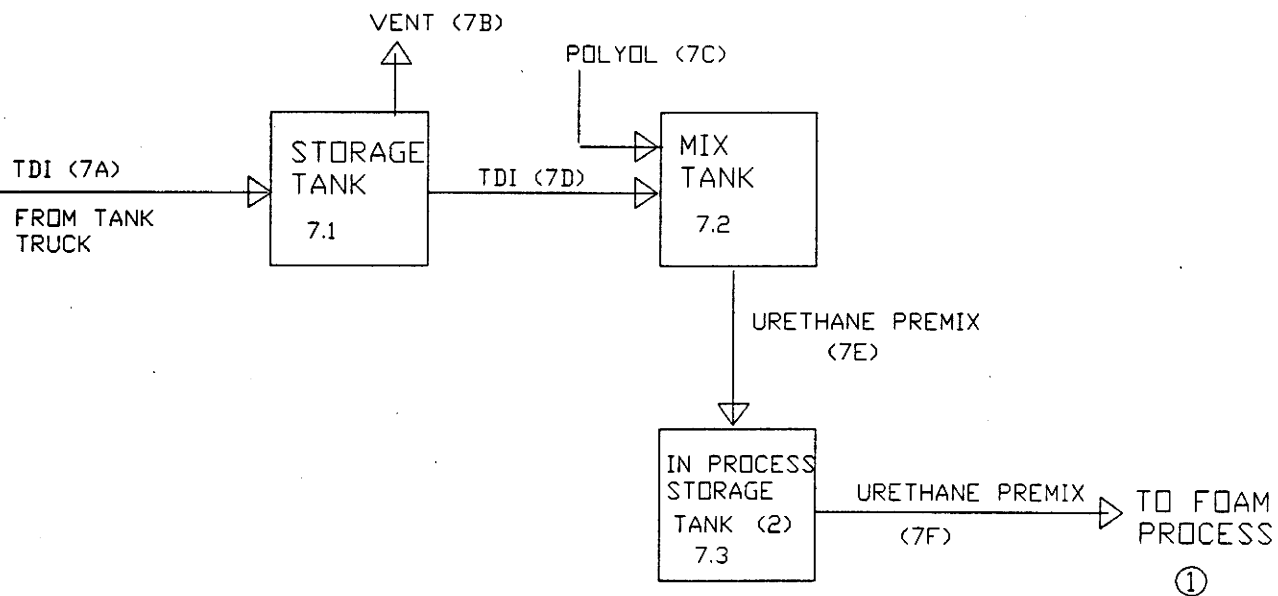 VENT (7B)
POLYOL (7C)
TDI (7A)
FROM TANK
TRUCK
STORAGE
TANK
7.1
TDI (7D)
MIX
TANK
7.2
URETHANE PREMIX
(7E)
IN PROCESS
STORAGE
TANK (2)
7.3
URETHANE PREMIX
(7F)
TO FOAM
PROCESS
1